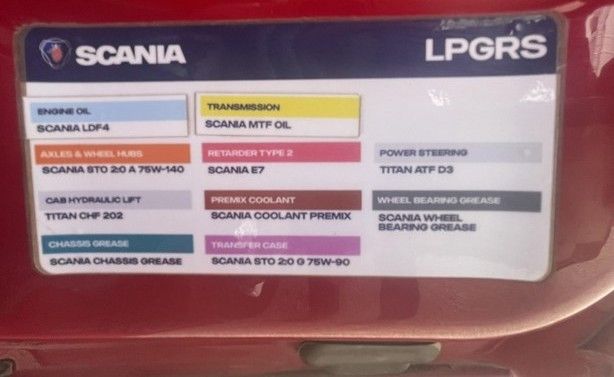 SCANIA
LPGRS
ENGINE OIL
SCANIA LDF4
TRANSMISSION
SCANIA MTF OIL
AXLES & WHEEL HUBS
SCANIA STO 2:0 A 75W-140
RETARDER TYPE 2
SCANIA E7
POWER STEERING
TITAN ATF D3
CAB HYDRAULIC LIFT
TITAN CHF 202
PREMIX COOLANT
SCANIA COOLANT PREMIX
WHEEL BEARING GREASE
SCANIA WHEEL
BEARING GREASE
CHASSIS GREASE
SCANIA CHASSIS GREASE
TRANSFER CASE
SCANIA STO 2:0 G 75W-90